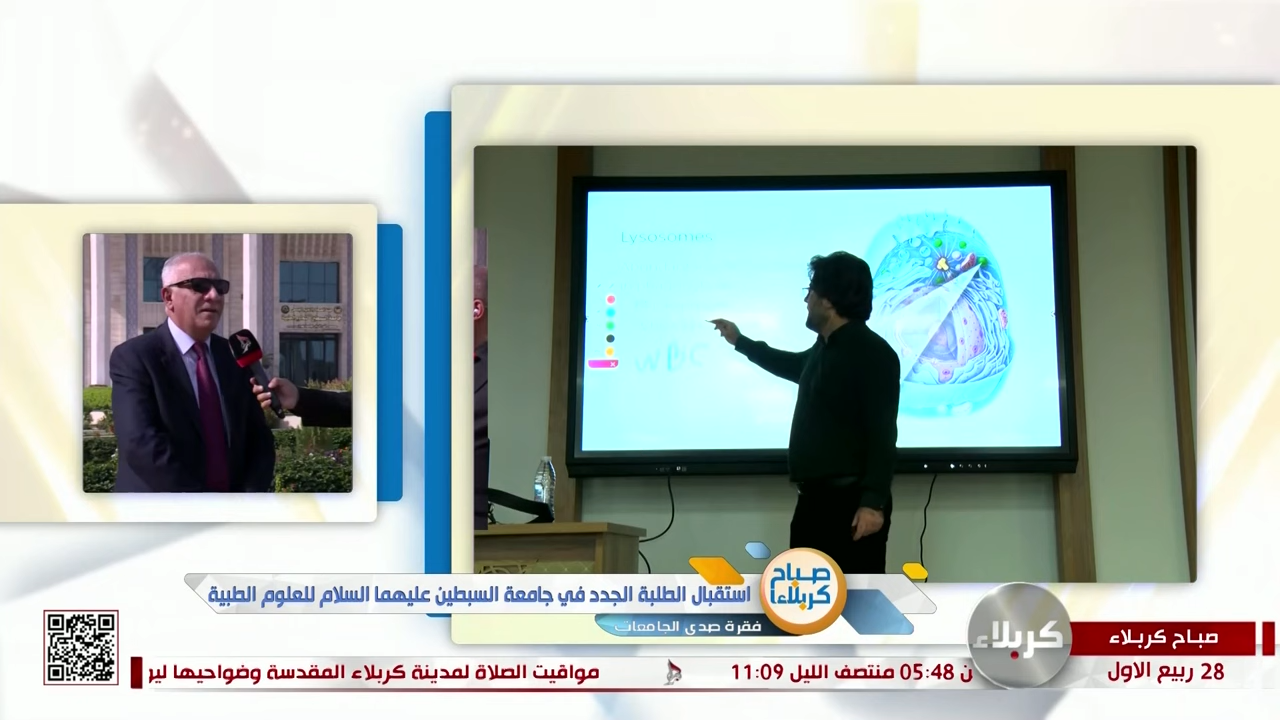 Lysosomes
wbc
استقبال الطلبة الجدد في جامعة السبطين عليهما السلام للعلوم الطبية
صباح كربلاء
فقرة صدى الجامعات
كربلاء
صباح كربلاء
28 ربيع الاول
ن 05:48 منتصف الليل 11:09
مواقيت الصلاة لمدينة كربلاء المقدسة وضواحيها ليو